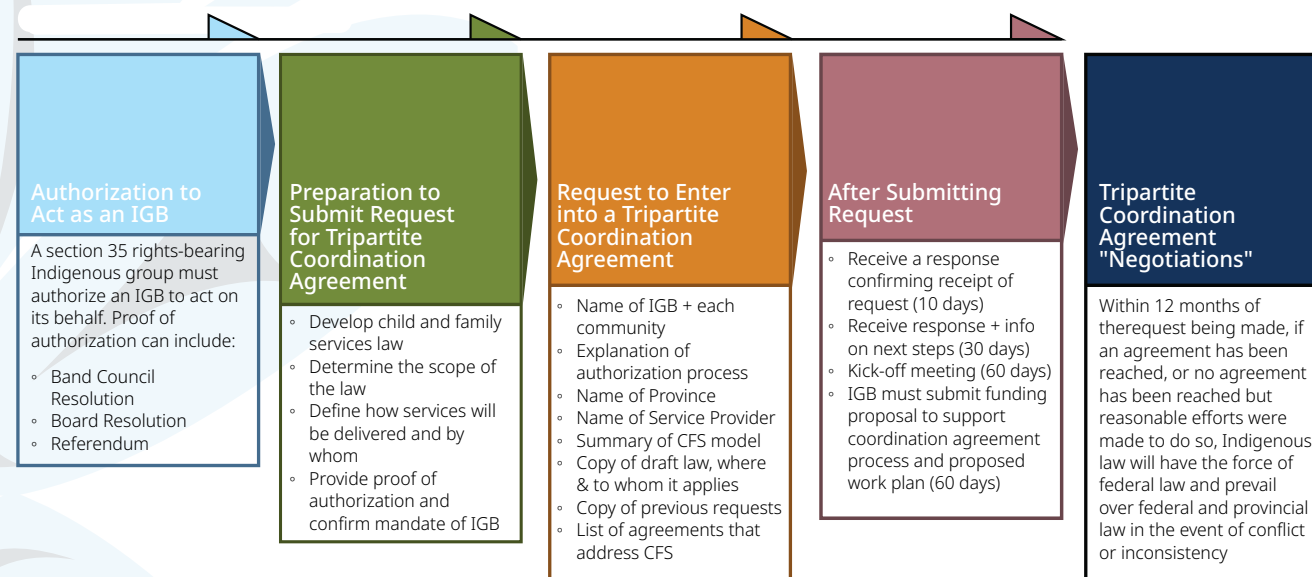 Authorization to
Act as an IGB
A section 35 rights-bearing
Indigenous group must
authorize an IGB to act on
its behalf. Proof of
authorization can include:
◦ Band Council
Resolution
◦ Board Resolution
◦ Referendum
Preparation to
Submit Request
for Tripartite
Coordination
Agreement
◦ Develop child and family
services law
◦ Determine the scope of
the law
◦ Define how services will
be delivered and by
whom
◦ Provide proof of
authorization and
confirm mandate of IGB
Request to Enter
into a Tripartite
Coordination
Agreement
◦ Name of IGB + each
community
◦ Explanation of
authorization process
◦ Name of Province
◦ Name of Service Provider
◦ Summary of CFS model
◦ Copy of draft law, where
& to whom it applies
◦ Copy of previous requests
◦ List of agreements that
address CFS
After Submitting
Request
◦ Receive a response
confirming receipt of
request (10 days)
◦ Receive response + info
on next steps (30 days)
◦ Kick-off meeting (60 days)
◦ IGB must submit funding
proposal to support
coordination agreement
process and proposed
work plan (60 days)
Tripartite
Coordination
Agreement
"Negotiations"
Within 12 months of
therequest being made, if
an agreement has been
reached, or no agreement
has been reached but
reasonable efforts were
made to do so, Indigenous
law will have the force of
federal law and prevail
over federal and provincial
law in the event of conflict
or inconsistency